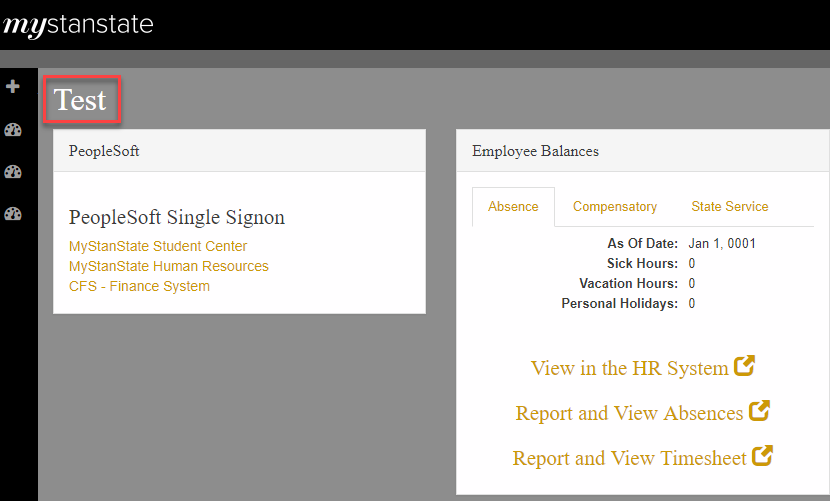 mystanstate
Test
PeopleSoft
PeopleSoft Single Signon
MyStanState Student Center
MyStanState Human Resources
CFS - Finance System
Employee Balances
Absence Compensatory State Service
As Of Date: Jan 1, 0001
Sick Hours: 0
Vacation Hours: 0
Personal Holidays: 0
View in the HR System
Report and View Absences
Report and View Timesheet